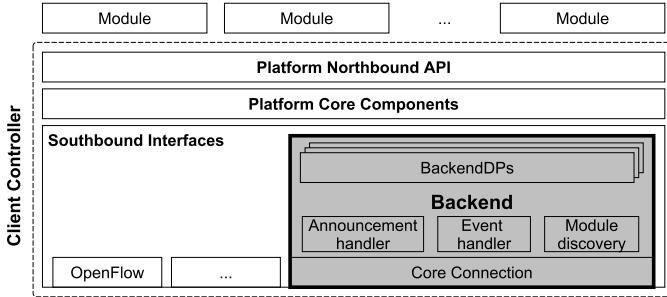 Module
Module
...
Module
Client Controller
Platform Northbound API
Platform Core Components
Southbound Interfaces
BackendDPs
Backend
Announcement
handler
Event
handler
Module
discovery
OpenFlow
...
Core Connection